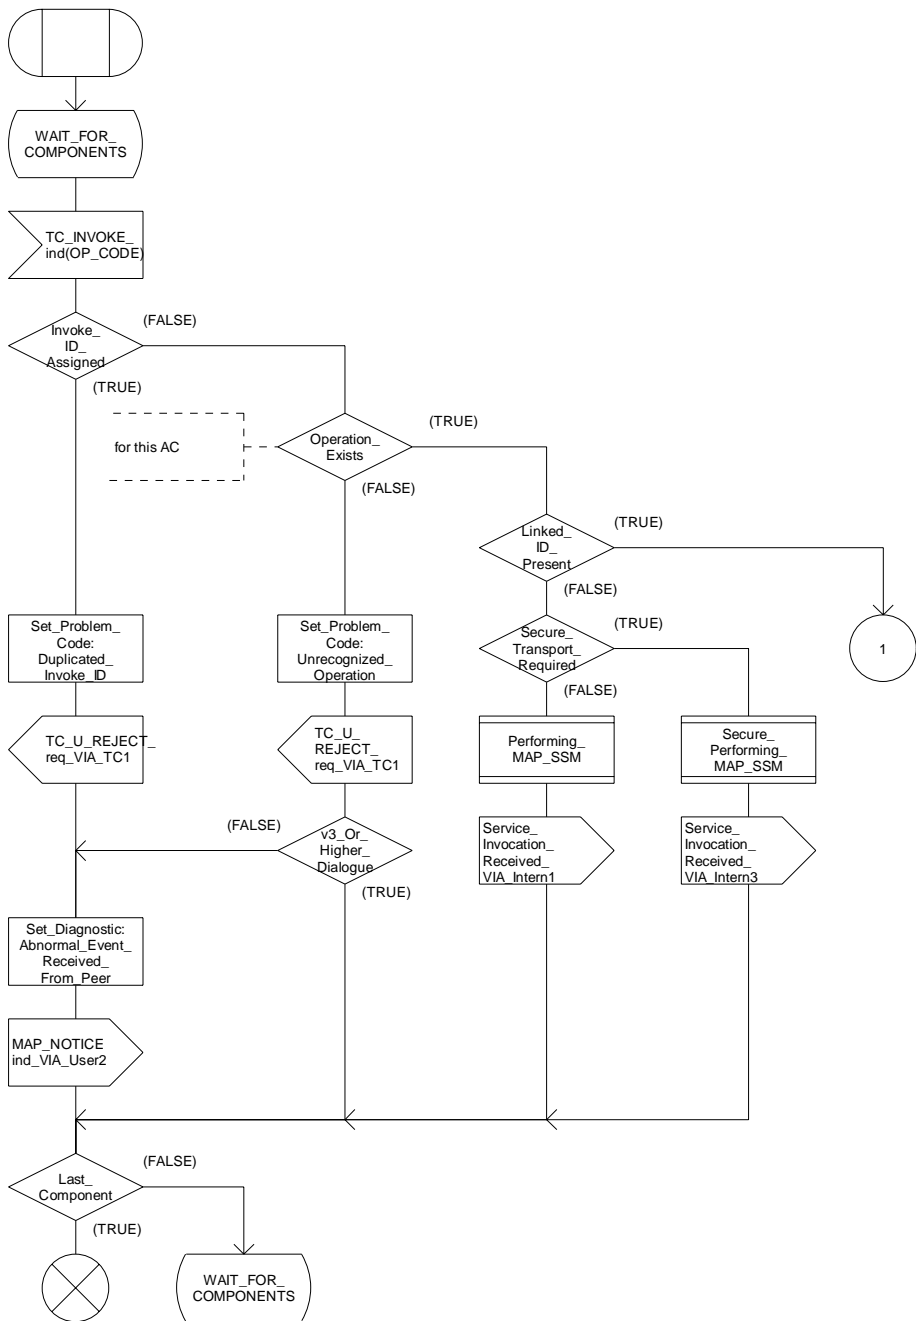 WAIT_FOR_
COMPONENTS
TC_INVOKE_
ind(OP_CODE)
(FALSE)
Invoke_
ID_
Assigned
(TRUE)
for this AC
(TRUE)
Operation_
Exists
(FALSE)
(TRUE)
Linked_
ID_
Present
(FALSE)
Set_Problem_
Code:
Duplicated_
Invoke_ID
Set_Problem_
Code:
Unrecognized_
Operation
(TRUE)
Secure_
Transport_
Required
(FALSE)
1
TC_U_REJECT_
req_VIA_TC1
TC_U_
REJECT_
req_VIA_TC1
Performing_
MAP_SSM
Secure_
Performing_
MAP_SSM
(FALSE)
v3_Or_
Higher_
Dialogue
(TRUE)
Service_
Invocation_
Received_
VIA_Intern1
Service_
Invocation_
Received_
VIA_Intern3
Set_Diagnostic:
Abnormal_Event_
Received_
From_Peer
MAP_NOTICE
ind_VIA_User2
(FALSE)
Last_
Component
(TRUE)
WAIT_FOR_
COMPONENTS